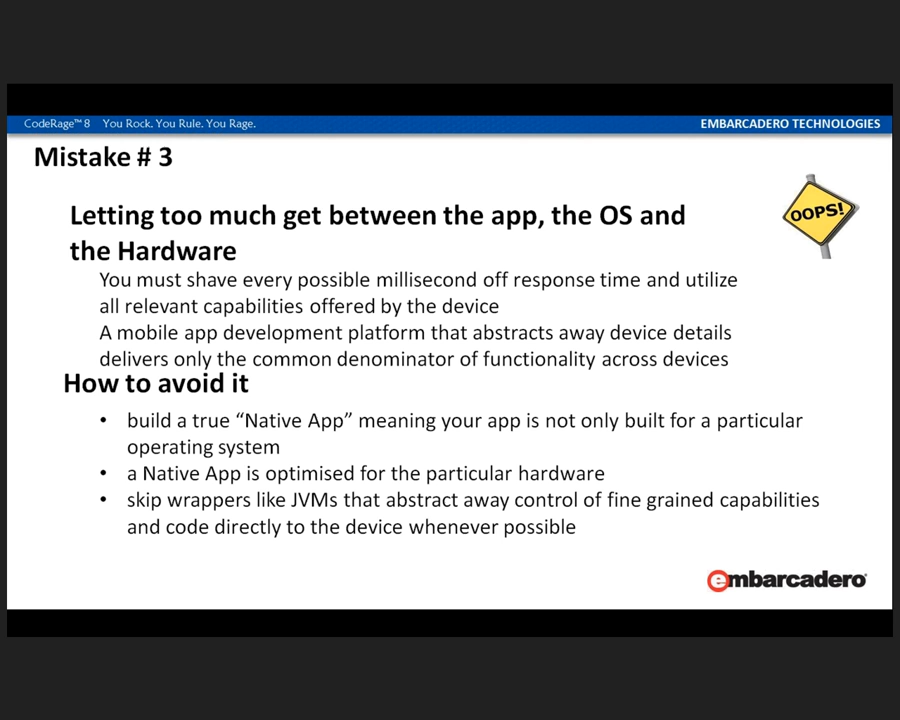 CodeRage™ 8 You Rock. You Rule. You Rage.
EMBARCADERO TECHNOLOGIES
Mistake # 3
OOPS!
Letting too much get between the app, the OS and
the Hardware
You must shave every possible millisecond off response time and utilize
all relevant capabilities offered by the device
A mobile app development platform that abstracts away device details
delivers only the common denominator of functionality across devices
How to avoid it
• build a true “Native App” meaning your app is not only built for a particular
operating system
• a Native App is optimised for the particular hardware
• skip wrappers like JVMs that abstract away control of fine grained capabilities
and code directly to the device whenever possible
embarcadero